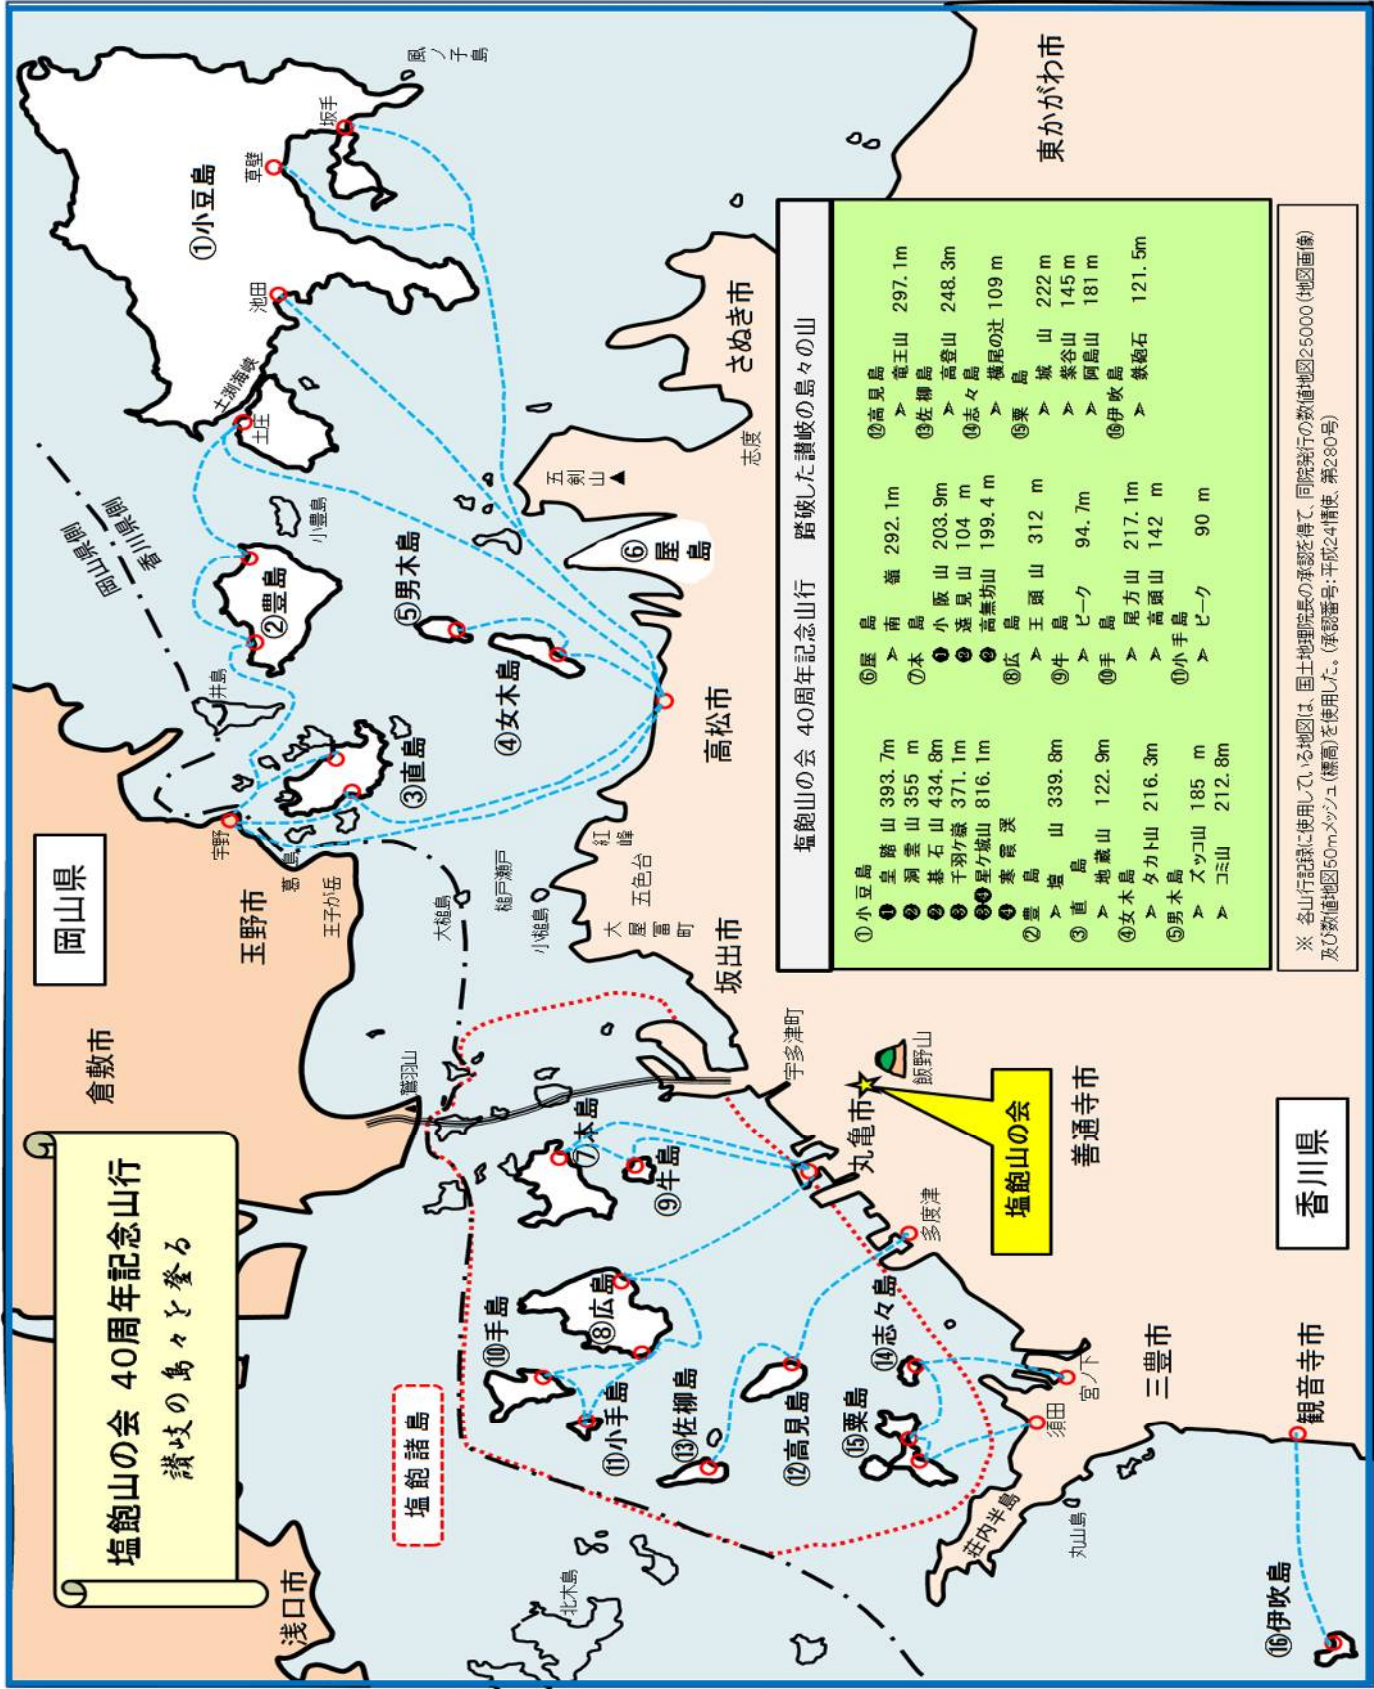 塩飽山の会 40周年記念山行
讃岐の島々を登る
岡山県
浅口市
倉敷市
玉野市
宇野
葛島
王子が岳
鷲羽山
北木島
塩飽諸島
岡山県側
香川県側
井島
大槌島
槌戸瀬戸
小槌島
①小豆島
土渕海峡
土庄
池田
草壁
坂手
風ノ子島
②豊島
小豊島
③直島
④女木島
⑤男木島
⑥屋島
⑦本島
⑧広島
⑨牛島
⑩手島
⑪小手島
⑫高見島
⑬佐柳島
⑭志々島
⑮粟島
⑯伊吹島
五剣山
志度
さぬき市
東かがわ市
高松市
紅峰
五色台
大屋冨町
坂出市
宇多津町
丸亀市
飯野山
塩飽山の会
善通寺市
多度津
宮ノ下
須田
三豊市
荘内半島
丸山島
観音寺市
香川県
塩飽山の会 40周年記念山行 踏破した讃岐の島々の山
①小豆島
❶ 皇踏山 393.7m
❷ 洞雲山 355 m
❷ 碁石山 434.8m
❸ 千羽ケ嶽 371.1m
❸❹ 星ケ城山 816.1m
❹ 寒霞渓
②豊島
➢ 壇山 339.8m
③直島
➢ 地蔵山 122.9m
④女木島
➢ タカト山 216.3m
⑤男木島
➢ ズッコ山 185 m
➢ コミ山 212.8m
⑥屋島
➢ 南嶺 292.1m
⑦本島
❶ 小阪山 203.9m
❷ 遠見山 104 m
❷ 高無坊山 199.4 m
⑧広島
➢ 王頭山 312 m
⑨牛島
➢ ピーク 94.7m
⑩手島
➢ 尾方山 217.1m
➢ 高頭山 142 m
⑪小手島
➢ ピーク 90 m
⑫高見島
➢ 竜王山 297.1m
⑬佐柳島
➢ 高登山 248.3m
⑭志々島
➢ 横尾の辻 109 m
⑮粟島
➢ 城山 222 m
➢ 紫谷山 145 m
➢ 阿島山 181 m
⑯伊吹島
➢ 鉄砲石 121.5m
※ 各山行記録に使用している地図は、国土地理院長の承認を得て、同院発行の数値地図25000(地図画像)
及び数値地図50mメッシュ(標高)を使用した。(承認番号:平成24情使、第280号)